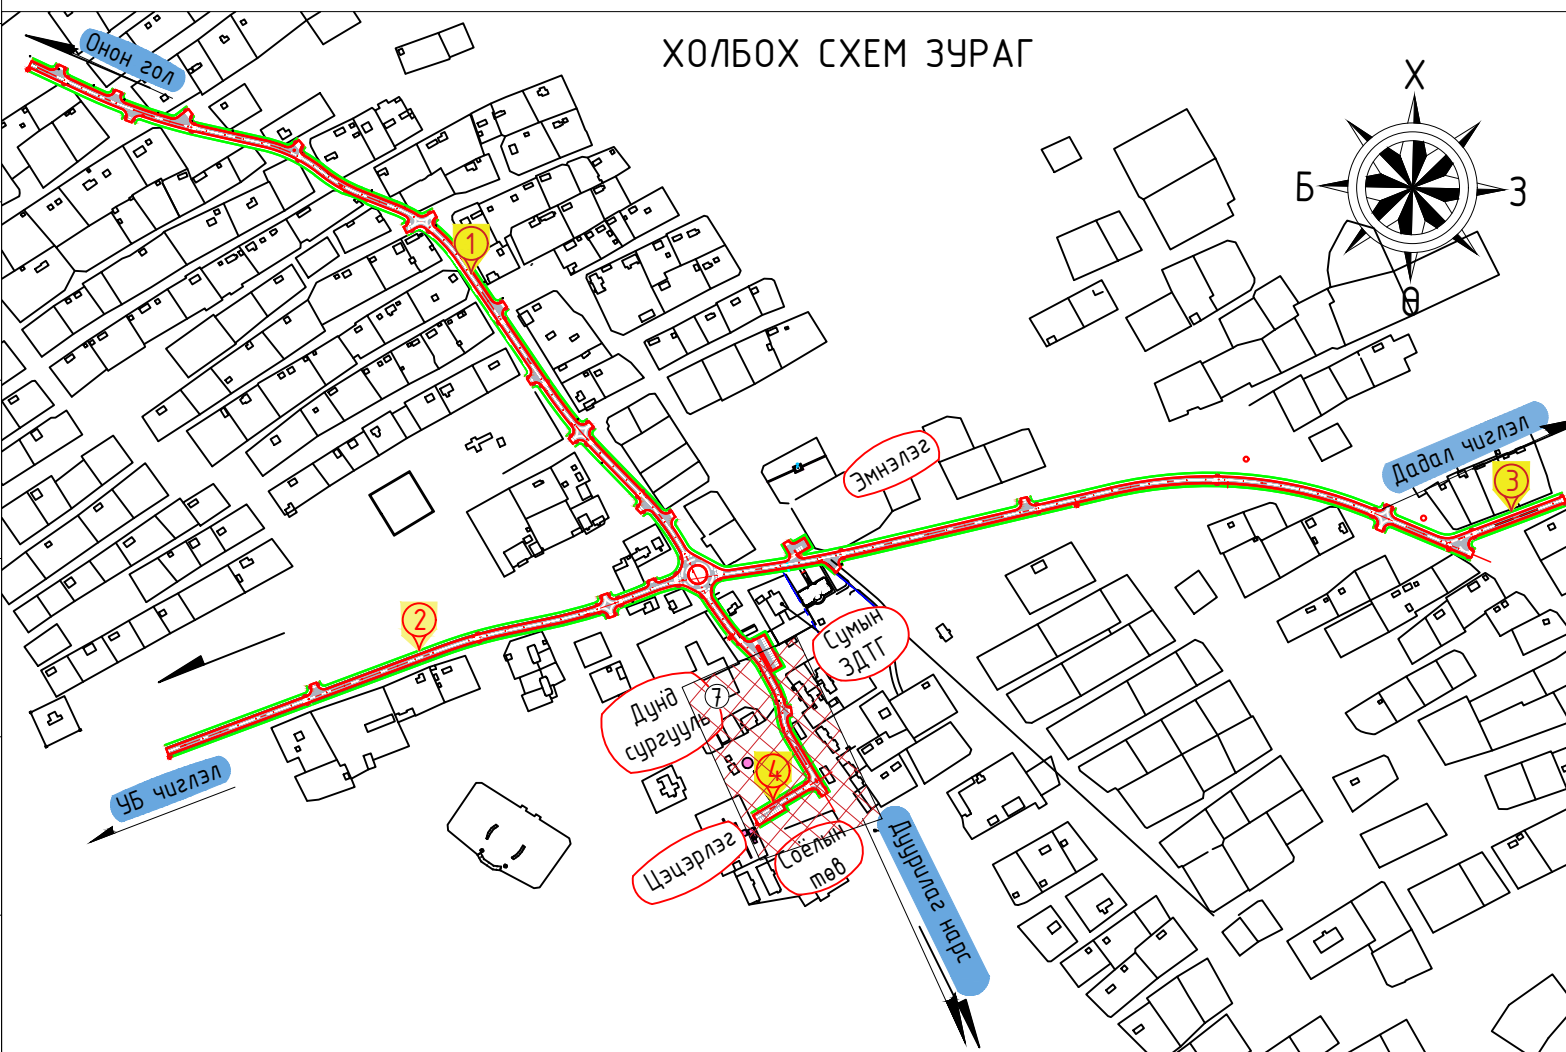 ХОЛБОХ СХЕМ ЗУРАГ
Онон гол
Х
Б
З
Ө
1
Дадал чиглэл
3
Эмнэлэг
2
Сумын
ЗДТГ
Дунд
сургууль
7
4
УБ чиглэл
Цэцэрлэг
Соёлын
төв
Дуурлиг нарс